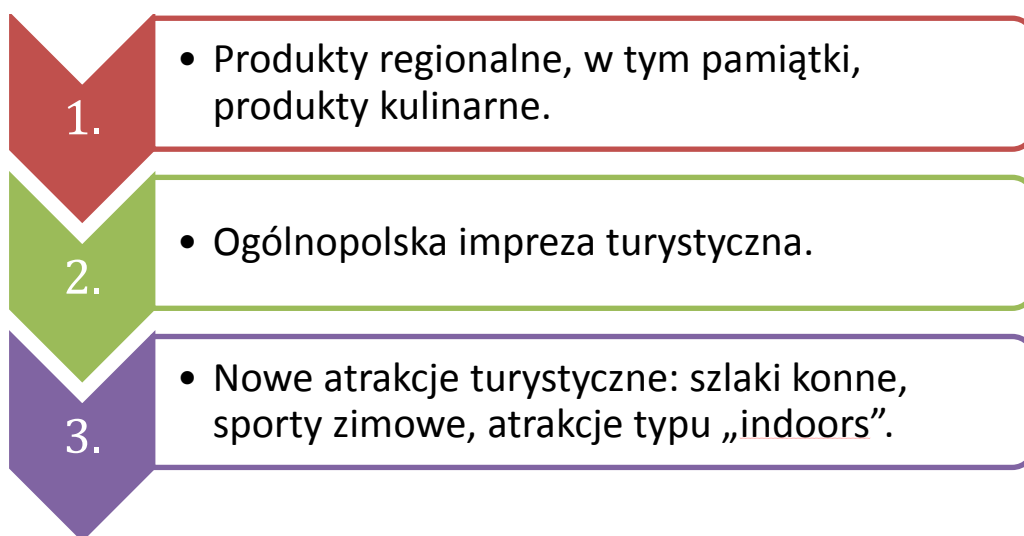 1.
• Produkty regionalne, w tym pamiątki,
produkty kulinarne.
2.
• Ogólnopolska impreza turystyczna.
3.
• Nowe atrakcje turystyczne: szlaki konne,
sporty zimowe, atrakcje typu „indoors”.